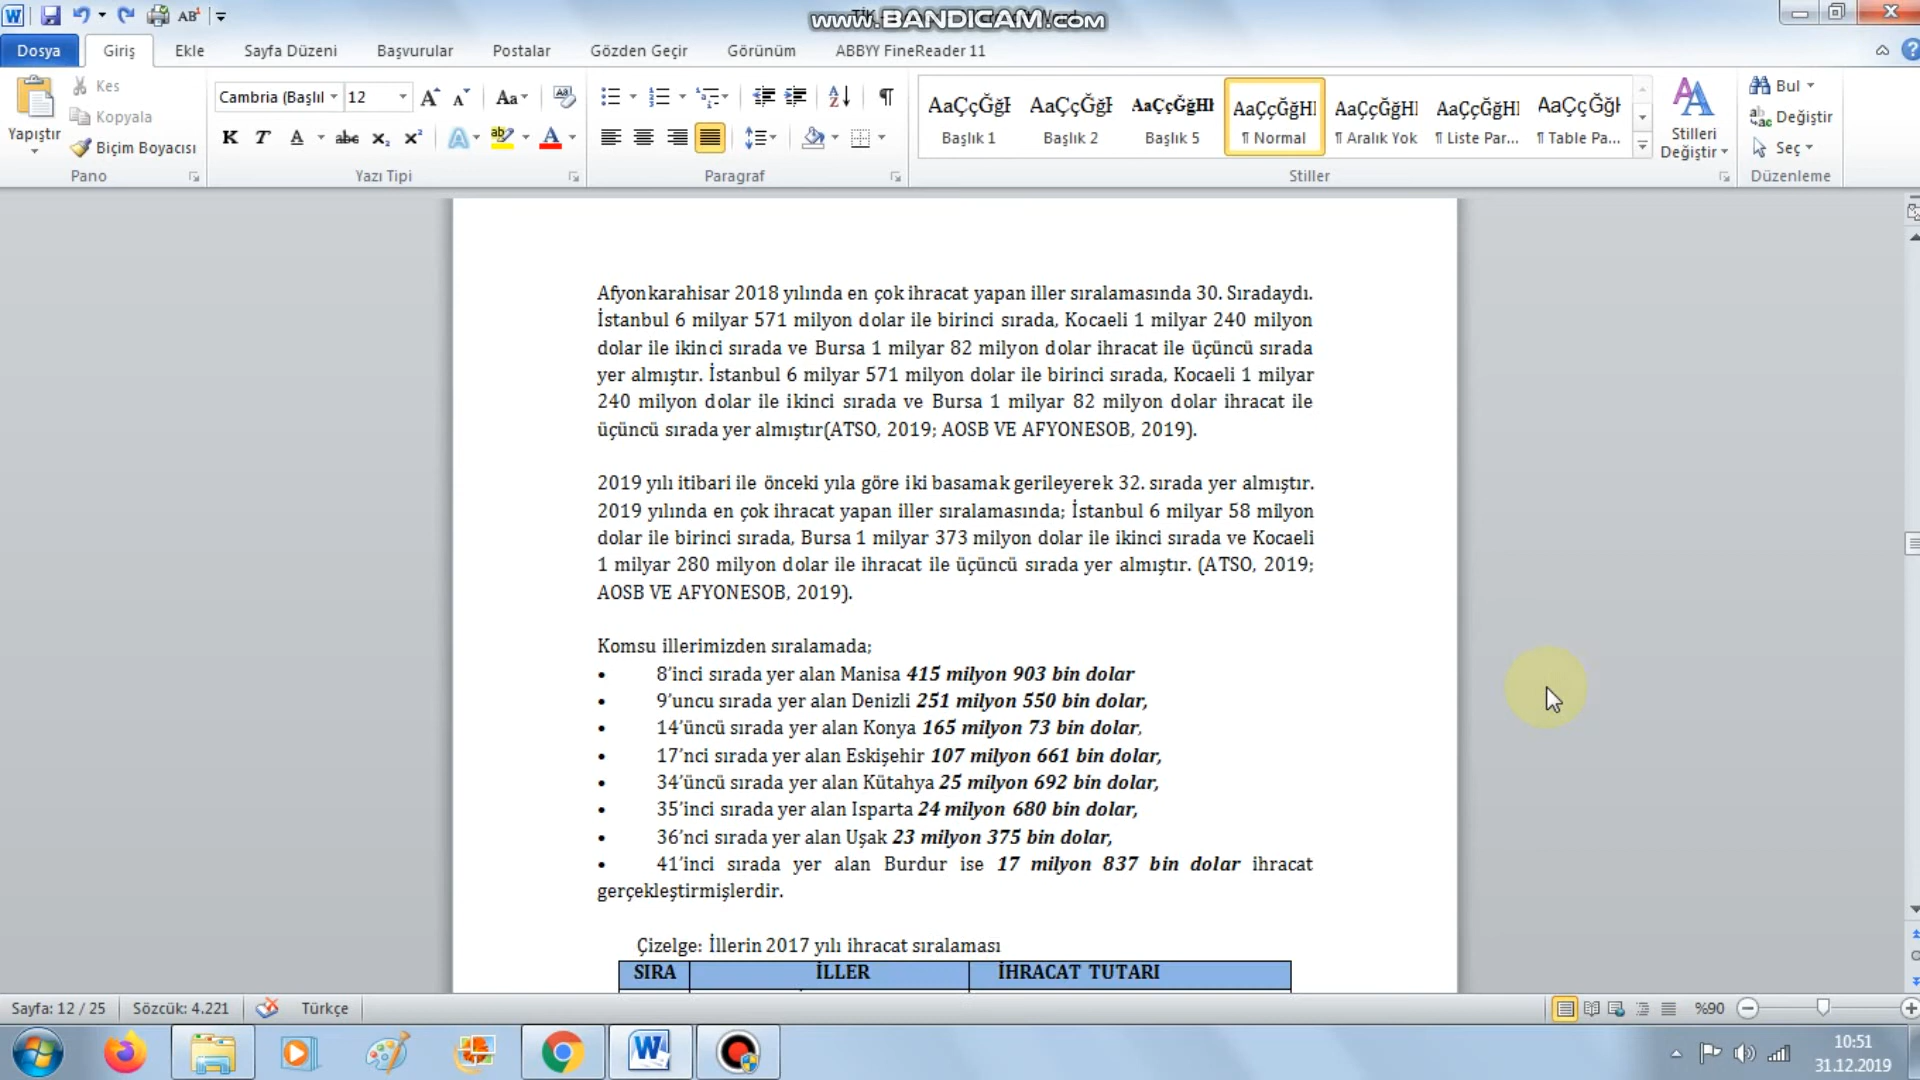 www.BANDICAM.com
Dosya Giriş Ekle Sayfa Düzeni Başvurular Postalar Gözden Geçir Görünüm ABBYY FineReader 11
Yapıştır
Kes
Kopyala
Biçim Boyacısı
Pano
Cambria (Başlıl 12
Yazı Tipi
Paragraf
AaÇçĞğI AaÇçĞğI AaÇçĞğHl AaÇçĞğHl AaÇçĞğHl AaÇçĞğHl AaÇçĞğH
Başlık 1 Başlık 2 Başlık 5 ¶ Normal ¶ Aralık Yok ¶ Liste Par... ¶ Table Pa...
Stiller
Stilleri
Değiştir
Bul
Değiştir
Seç
Düzenleme
Afyonkarahisar 2018 yılında en çok ihracat yapan iller sıralamasında 30. Sıradaydı.
İstanbul 6 milyar 571 milyon dolar ile birinci sırada, Kocaeli 1 milyar 240 milyon
dolar ile ikinci sırada ve Bursa 1 milyar 82 milyon dolar ihracat ile üçüncü sırada
yer almıştır. İstanbul 6 milyar 571 milyon dolar ile birinci sırada, Kocaeli 1 milyar
240 milyon dolar ile ikinci sırada ve Bursa 1 milyar 82 milyon dolar ihracat ile
üçüncü sırada yer almıştır(ATSO, 2019; AOSB VE AFYONESOB, 2019).
2019 yılı itibari ile önceki yıla göre iki basamak gerileyerek 32. sırada yer almıştır.
2019 yılında en çok ihracat yapan iller sıralamasında; İstanbul 6 milyar 58 milyon
dolar ile birinci sırada, Bursa 1 milyar 373 milyon dolar ile ikinci sırada ve Kocaeli
1 milyar 280 milyon dolar ile ihracat ile üçüncü sırada yer almıştır. (ATSO, 2019;
AOSB VE AFYONESOB, 2019).
Komsu illerimizden sıralamada;
• 8’inci sırada yer alan Manisa 415 milyon 903 bin dolar
• 9’uncu sırada yer alan Denizli 251 milyon 550 bin dolar,
• 14’üncü sırada yer alan Konya 165 milyon 73 bin dolar,
• 17’nci sırada yer alan Eskişehir 107 milyon 661 bin dolar,
• 34’üncü sırada yer alan Kütahya 25 milyon 692 bin dolar,
• 35’inci sırada yer alan Isparta 24 milyon 680 bin dolar,
• 36’nci sırada yer alan Uşak 23 milyon 375 bin dolar,
• 41’inci sırada yer alan Burdur ise 17 milyon 837 bin dolar ihracat
gerçekleştirmişlerdir.
Çizelge: İllerin 2017 yılı ihracat sıralaması
SIRA İLLER İHRACAT TUTARI
Sayfa: 12 / 25 Sözcük: 4.221 Türkçe %90
10:51
31.12.2019